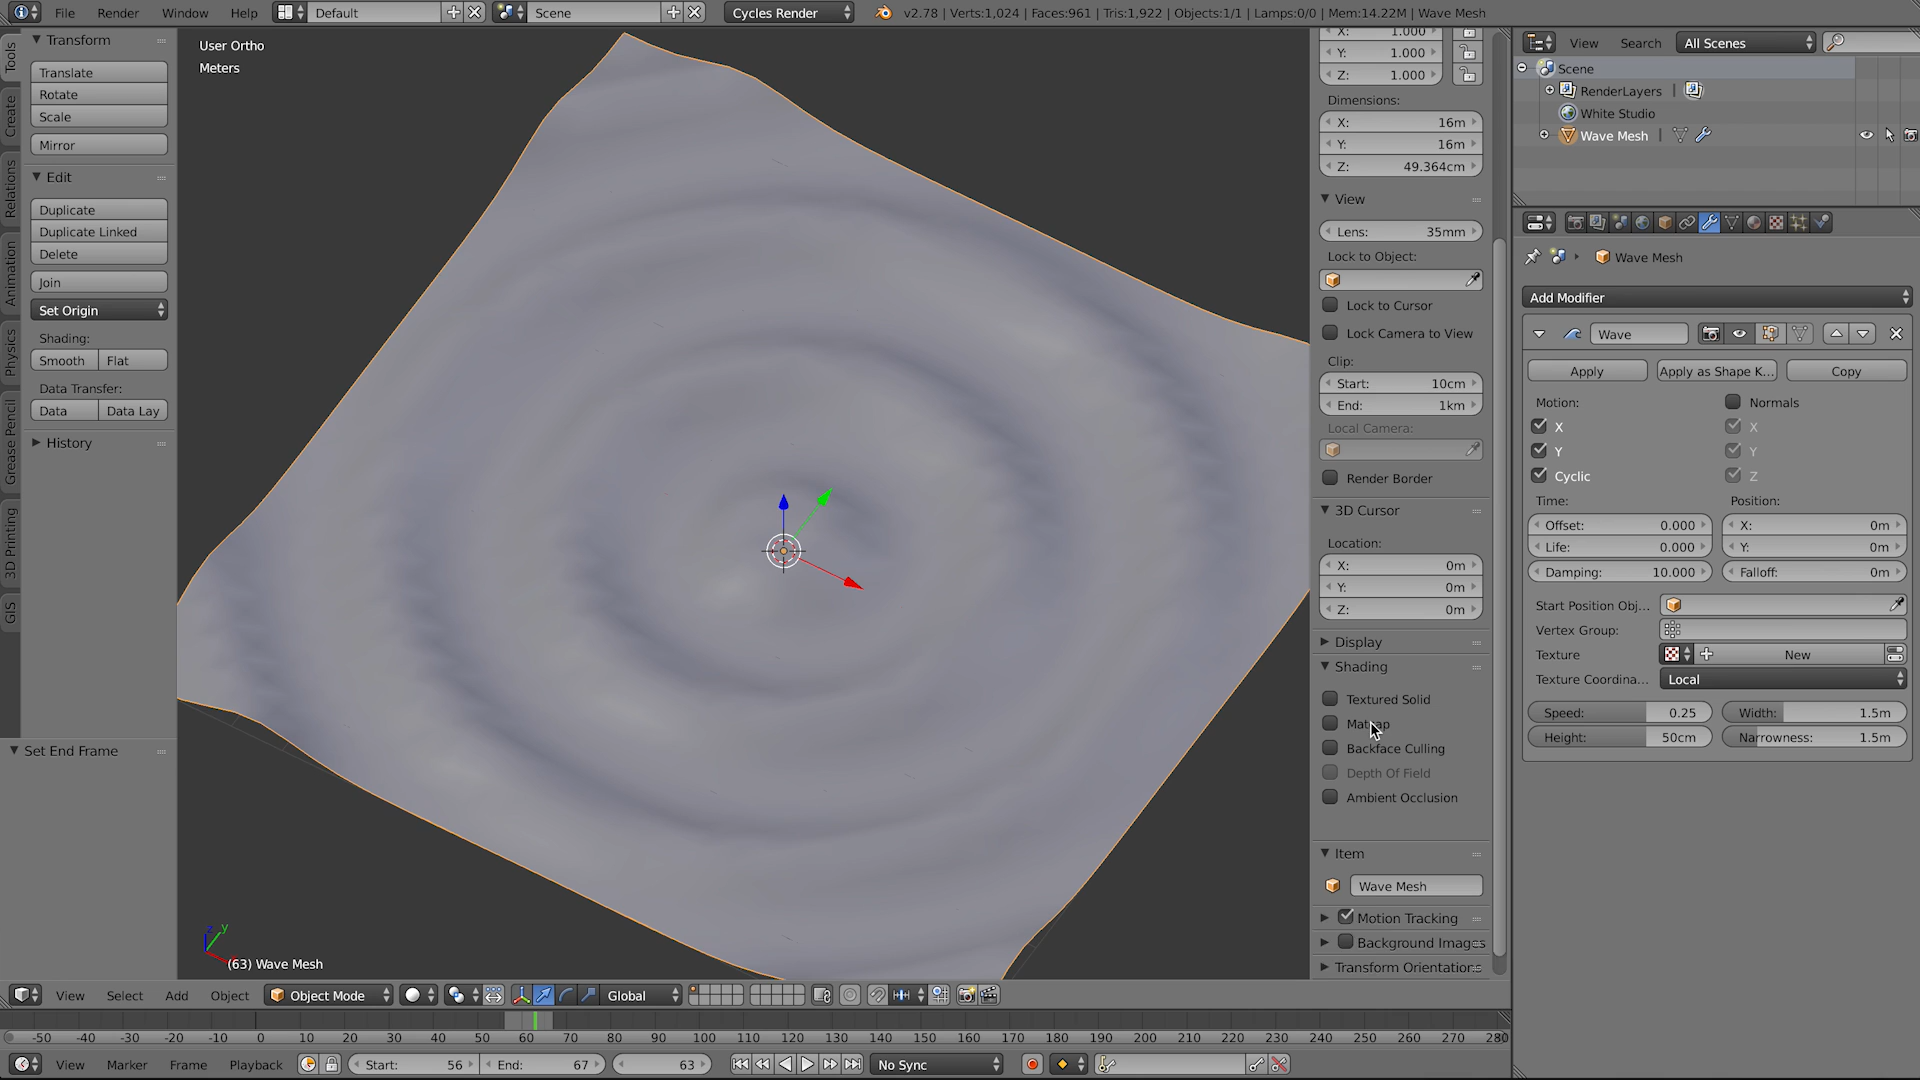 File Render Window Help Default Scene Cycles Render v2.78 | Verts:1,024 | Faces:961 | Tris:1,922 | Objects:1/1 | Lamps:0/0 | Mem:14.22M | Wave Mesh
Tools
Create
Relations
Animation
Physics
Grease Pencil
3D Printing
GIS
Transform
Translate
Rotate
Scale
Mirror
Edit
Duplicate
Duplicate Linked
Delete
Join
Set Origin
Shading:
Smooth Flat
Data Transfer:
Data Data Lay
History
Set End Frame
User Ortho
Meters
z
y
(63) Wave Mesh
X: 1.000
Y: 1.000
Z: 1.000
Dimensions:
X: 16m
Y: 16m
Z: 49.364cm
View
Lens: 35mm
Lock to Object:
Lock to Cursor
Lock Camera to View
Clip:
Start: 10cm
End: 1km
Local Camera:
Render Border
3D Cursor
Location:
X: 0m
Y: 0m
Z: 0m
Display
Shading
Textured Solid
Matcap
Backface Culling
Depth Of Field
Ambient Occlusion
Item
Wave Mesh
Motion Tracking
Background Images
Transform Orientations
View Search All Scenes
Scene
RenderLayers
White Studio
Wave Mesh
Wave Mesh
Add Modifier
Wave
Apply Apply as Shape K... Copy
Motion: Normals
X X
Y Y
Cyclic Z
Time: Position:
Offset: 0.000 X: 0m
Life: 0.000 Y: 0m
Damping: 10.000 Falloff: 0m
Start Position Obj...
Vertex Group:
Texture New
Texture Coordina... Local
Speed: 0.25 Width: 1.5m
Height: 50cm Narrowness: 1.5m
View Select Add Object Object Mode Global
-50 -40 -30 -20 -10 0 10 20 30 40 50 60 70 80 90 100 110 120 130 140 150 160 170 180 190 200 210 220 230 240 250 260 270 280
View Marker Frame Playback Start: 56 End: 67 63 No Sync